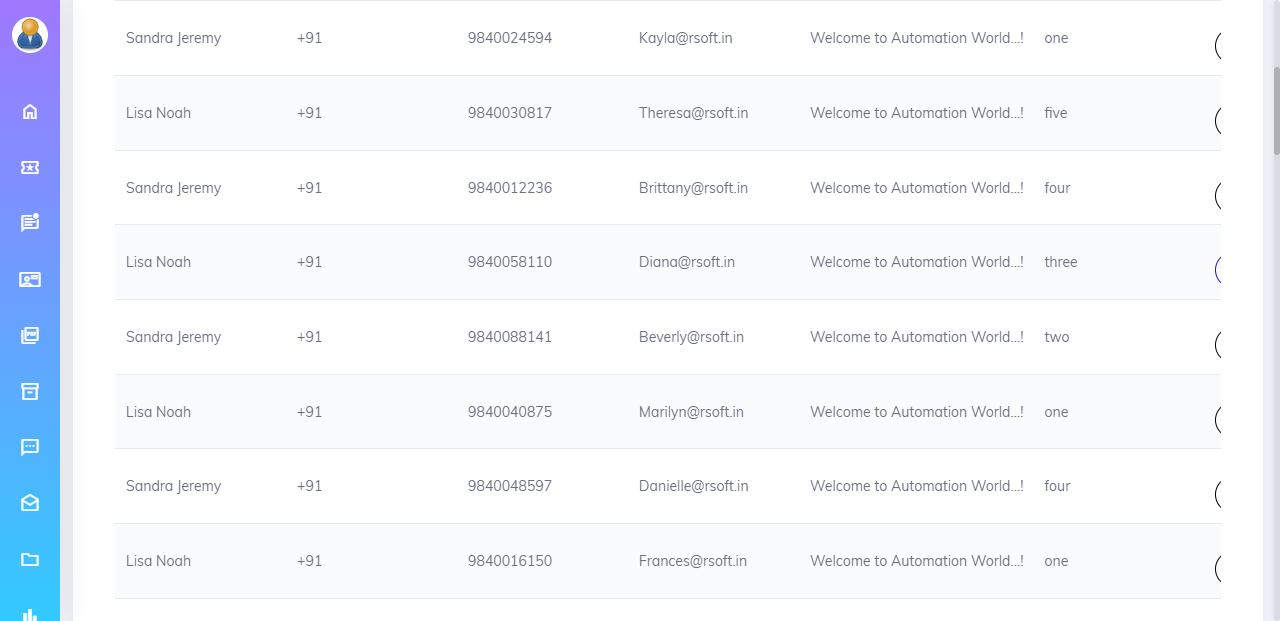 Sandra Jeremy +91 9840024594 Kayla@rsoft.in Welcome to Automation World...! one
Lisa Noah +91 9840030817 Theresa@rsoft.in Welcome to Automation World...! five
Sandra Jeremy +91 9840012236 Brittany@rsoft.in Welcome to Automation World...! four
Lisa Noah +91 9840058110 Diana@rsoft.in Welcome to Automation World...! three
Sandra Jeremy +91 9840088141 Beverly@rsoft.in Welcome to Automation World...! two
Lisa Noah +91 9840040875 Marilyn@rsoft.in Welcome to Automation World...! one
Sandra Jeremy +91 9840048597 Danielle@rsoft.in Welcome to Automation World...! four
Lisa Noah +91 9840016150 Frances@rsoft.in Welcome to Automation World...! one